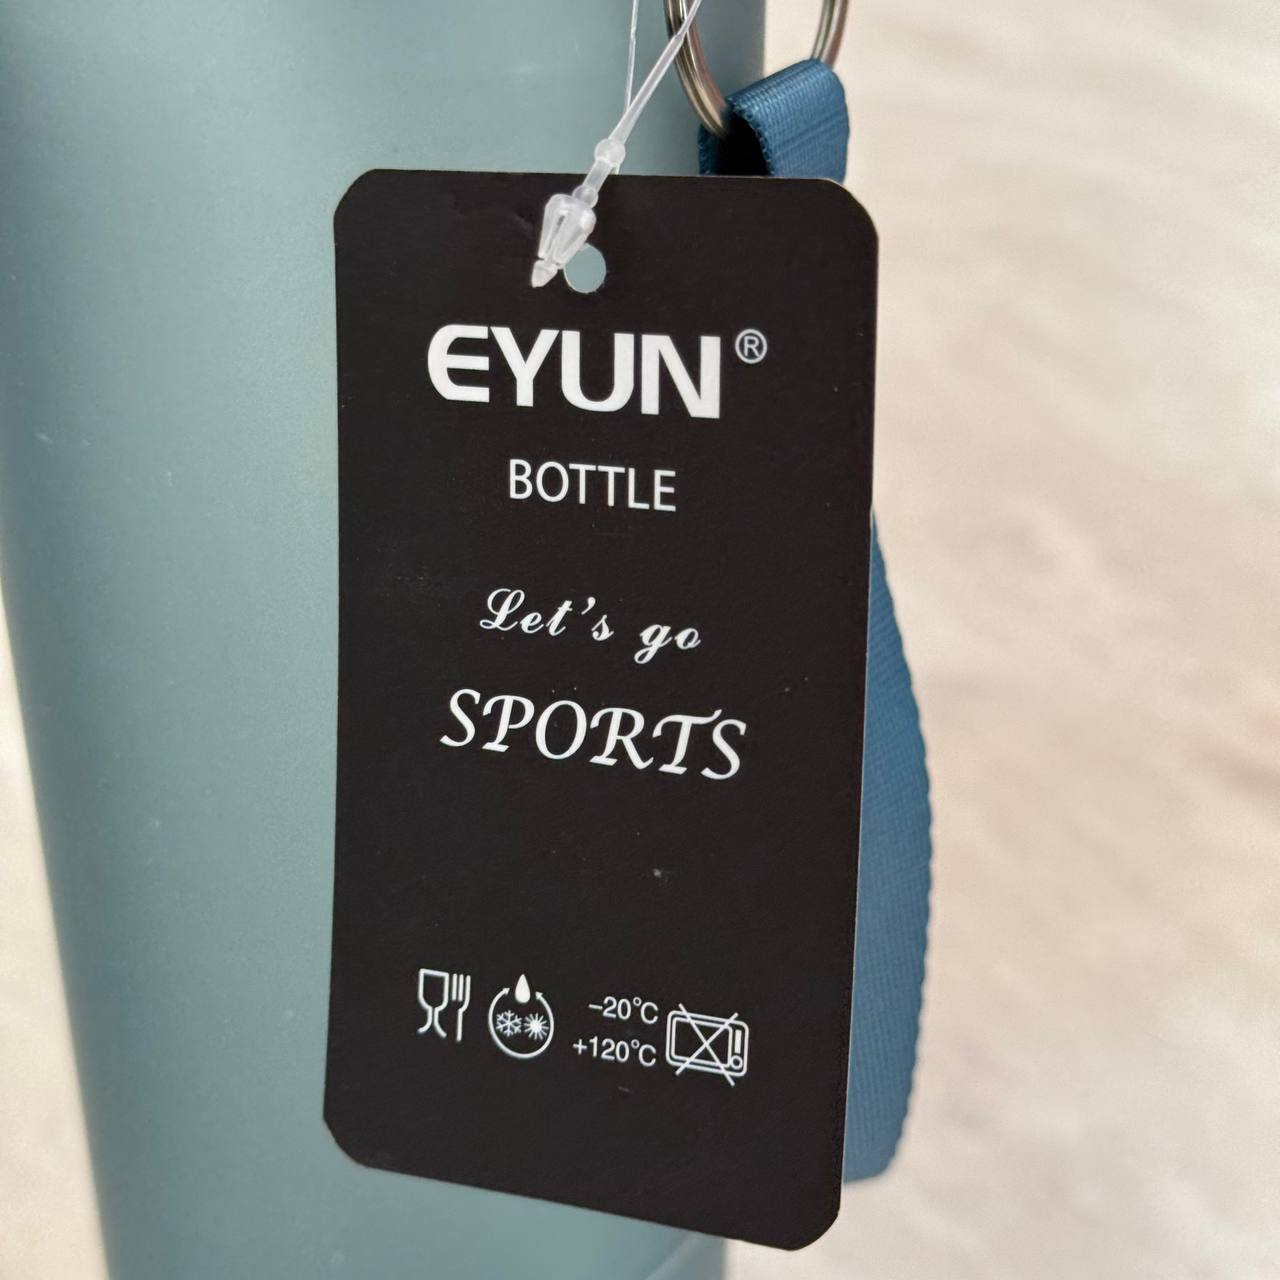 EYUN®
BOTTLE
Let's go
SPORTS
-20°C
+120°C